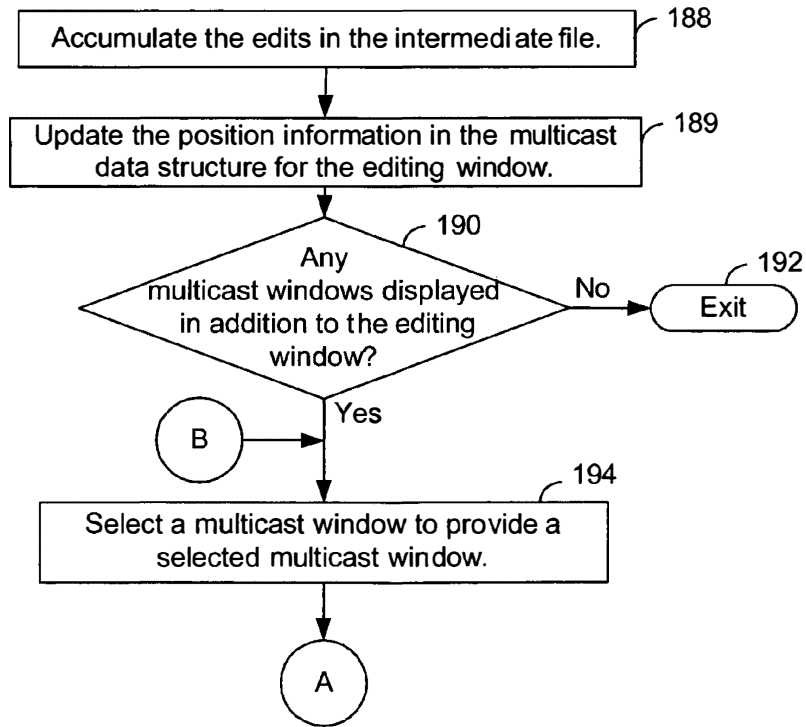 188
Accumulate the edits in the intermediate file.
189
Update the position information in the multicast
data structure for the editing window.
190
Any
multicast windows displayed
in addition to the editing
window?
No
192
Exit
Yes
B
194
Select a multicast window to provide a
selected multicast window.
A